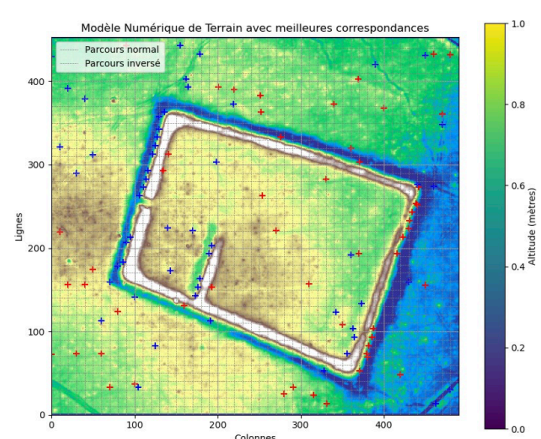 Modèle Numérique de Terrain avec meilleures correspondances
Parcours normal
Parcours inversé
Lignes
400
300
200
100
0
0 100 200 300 400
Colonnes
1.0
0.8
0.6
0.4
0.2
0.0
Altitude (mètres)